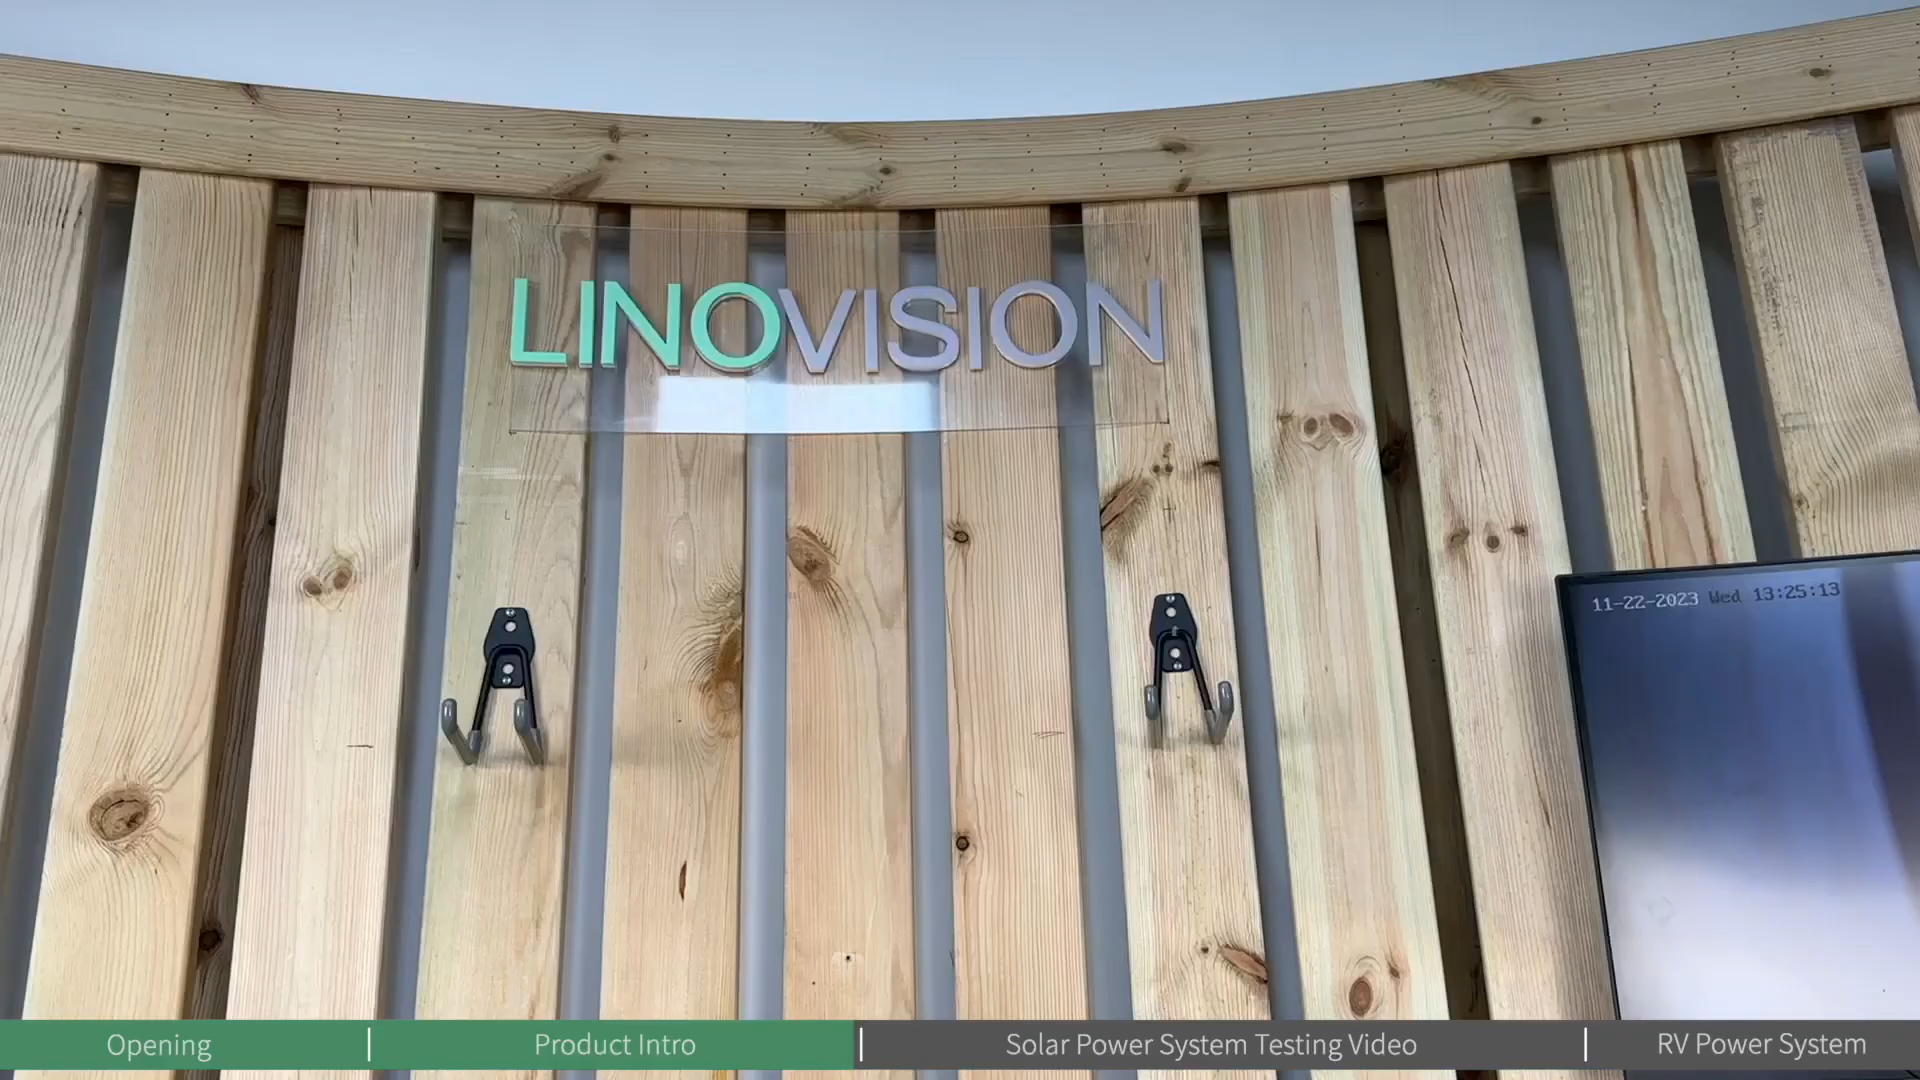 LINOVISION
11-22-2023 Wed 13:25:13
Opening
Product Intro
Solar Power System Testing Video
RV Power System